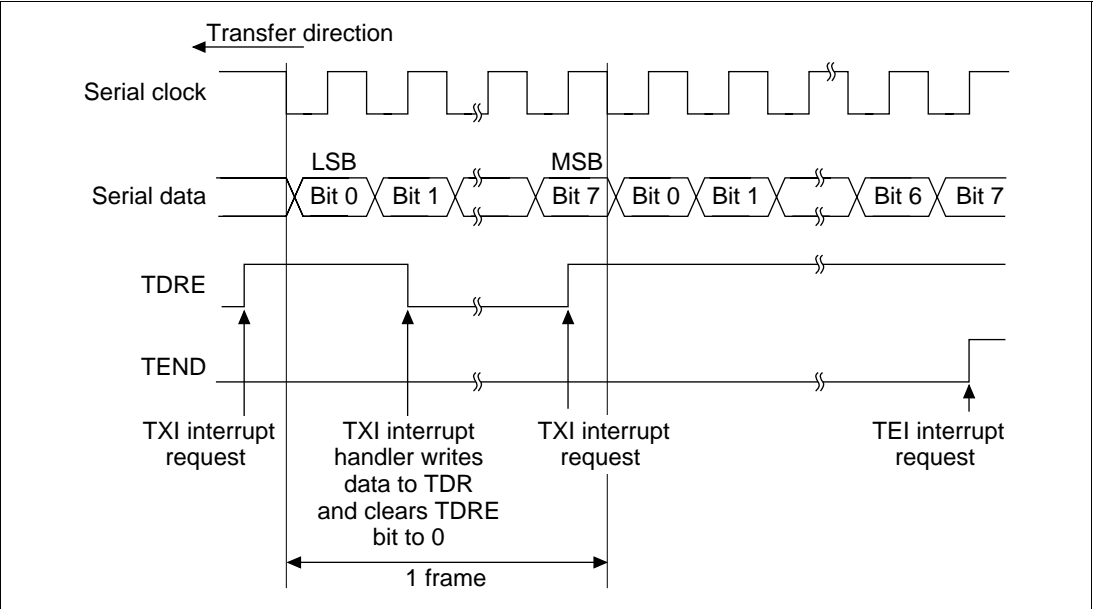 Transfer direction
Serial clock
LSB
MSB
Serial data
Bit 0
Bit 1
Bit 7
Bit 0
Bit 1
Bit 6
Bit 7
TDRE
TEND
TXI interrupt
request
TXI interrupt
handler writes
data to TDR
and clears TDRE
bit to 0
TXI interrupt
request
TEI interrupt
request
1 frame